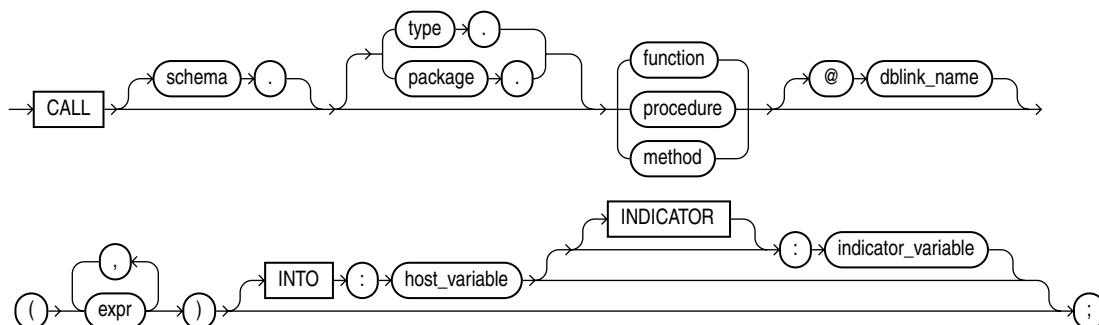 type .
schema .
package .
function
@ dblink_name
CALL
procedure
method
INDICATOR
,
INTO : host_variable
: indicator_variable
( expr ) ;